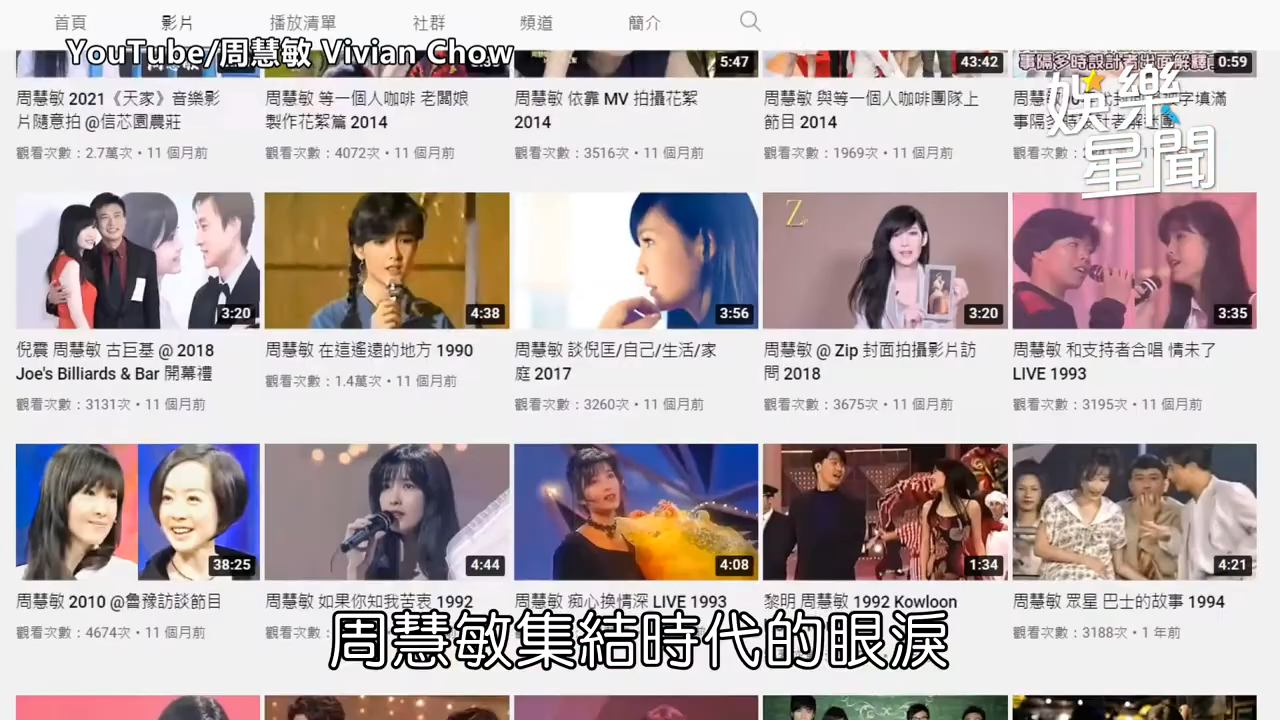 首頁
影片
播放清單
社群
頻道
簡介
YouTube/周慧敏 Vivian Chow
娛樂
星聞
5:47
43:42
0:59
周慧敏 2021《天家》音樂影
片隨意拍 @信芯園農莊
觀看次數：2.7萬次・11 個月前
周慧敏 等一個人咖啡 老闆娘
製作花絮篇 2014
觀看次數：4072次・11 個月前
周慧敏 依靠 MV 拍攝花絮
2014
觀看次數：3516次・11 個月前
周慧敏 與等一個人咖啡團隊上
節目 2014
觀看次數：1969次・11 個月前
事隔多時設計者
個月前
Z
3:20
4:38
3:56
3:20
3:35
倪震 周慧敏 古巨基 @ 2018
Joe's Billiards & Bar 開幕禮
觀看次數：3131次・11 個月前
周慧敏 在這遙遠的地方 1990
觀看次數：1.4萬次・11 個月前
周慧敏 談倪匡/自己/生活/家
庭 2017
觀看次數：3260次・11 個月前
周慧敏 @ Zip 封面拍攝影片訪
問 2018
觀看次數：3675次・11 個月前
周慧敏 和支持者合唱 情未了
LIVE 1993
觀看次數：3195次・11 個月前
38:25
4:44
4:08
1:34
4:21
周慧敏 2010 @魯豫訪談節目
觀看次數：4674次・11 個月前
周慧敏 如果你知我苦衷 1992
周慧敏 痴心換情深 LIVE 1993
黎明 周慧敏 1992 Kowloon
周慧敏 眾星 巴士的故事 1994
觀看次數：3188次・1 年前
周慧敏集結時代的眼淚